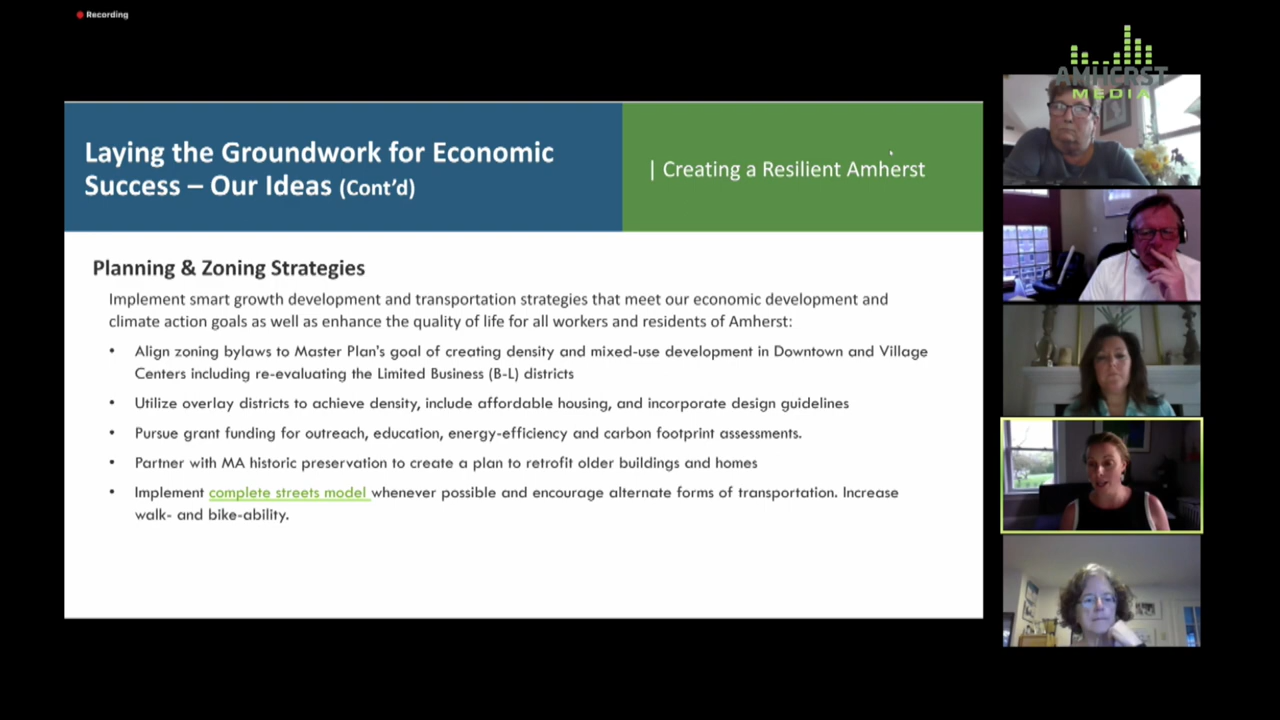 Recording
AMHERST
MEDIA
Laying the Groundwork for Economic
Success – Our Ideas (Cont'd)
| Creating a Resilient Amherst
Planning & Zoning Strategies
Implement smart growth development and transportation strategies that meet our economic development and
climate action goals as well as enhance the quality of life for all workers and residents of Amherst:
• Align zoning bylaws to Master Plan's goal of creating density and mixed-use development in Downtown and Village
Centers including re-evaluating the Limited Business (B-L) districts
• Utilize overlay districts to achieve density, include affordable housing, and incorporate design guidelines
• Pursue grant funding for outreach, education, energy-efficiency and carbon footprint assessments.
• Partner with MA historic preservation to create a plan to retrofit older buildings and homes
• Implement complete streets model whenever possible and encourage alternate forms of transportation. Increase
walk- and bike-ability.